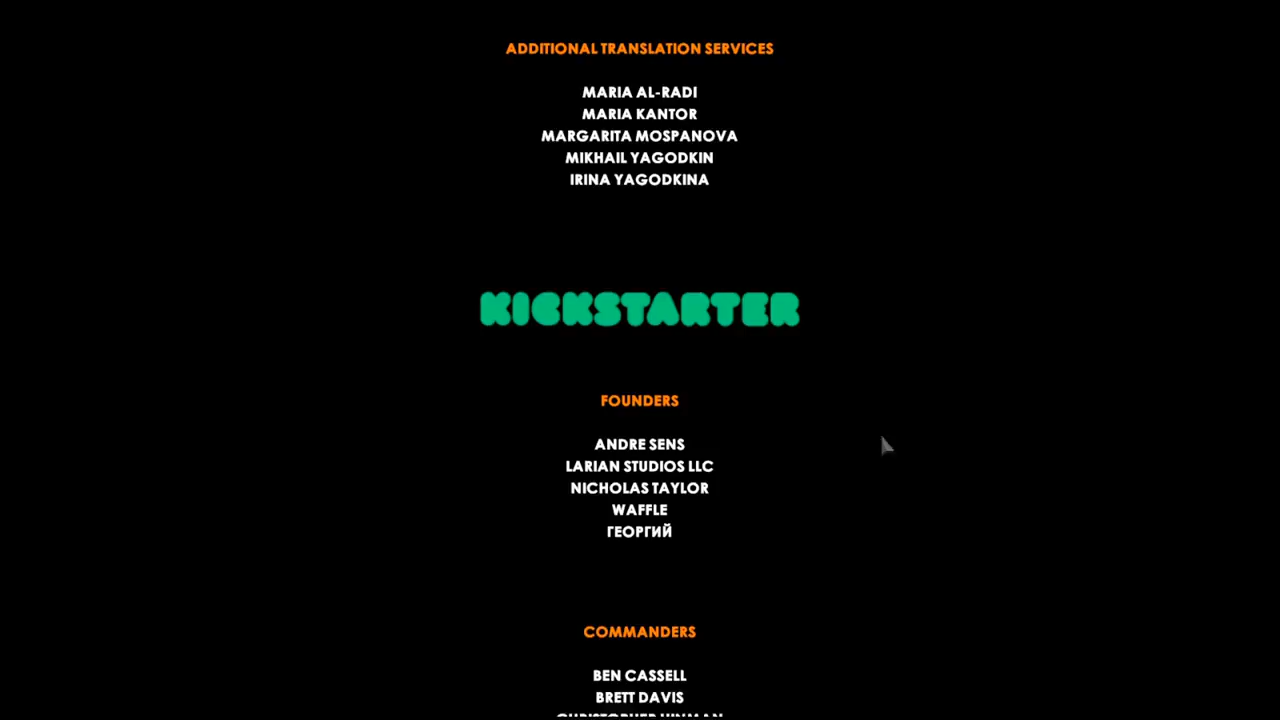 ADDITIONAL TRANSLATION SERVICES
MARIA AL-RADI
MARIA KANTOR
MARGARITA MOSPANOVA
MIKHAIL YAGODKIN
IRINA YAGODKINA
KICKSTARTER
FOUNDERS
ANDRE SENS
LARIAN STUDIOS LLC
NICHOLAS TAYLOR
WAFFLE
ГЕОРГИЙ
COMMANDERS
BEN CASSELL
BRETT DAVIS